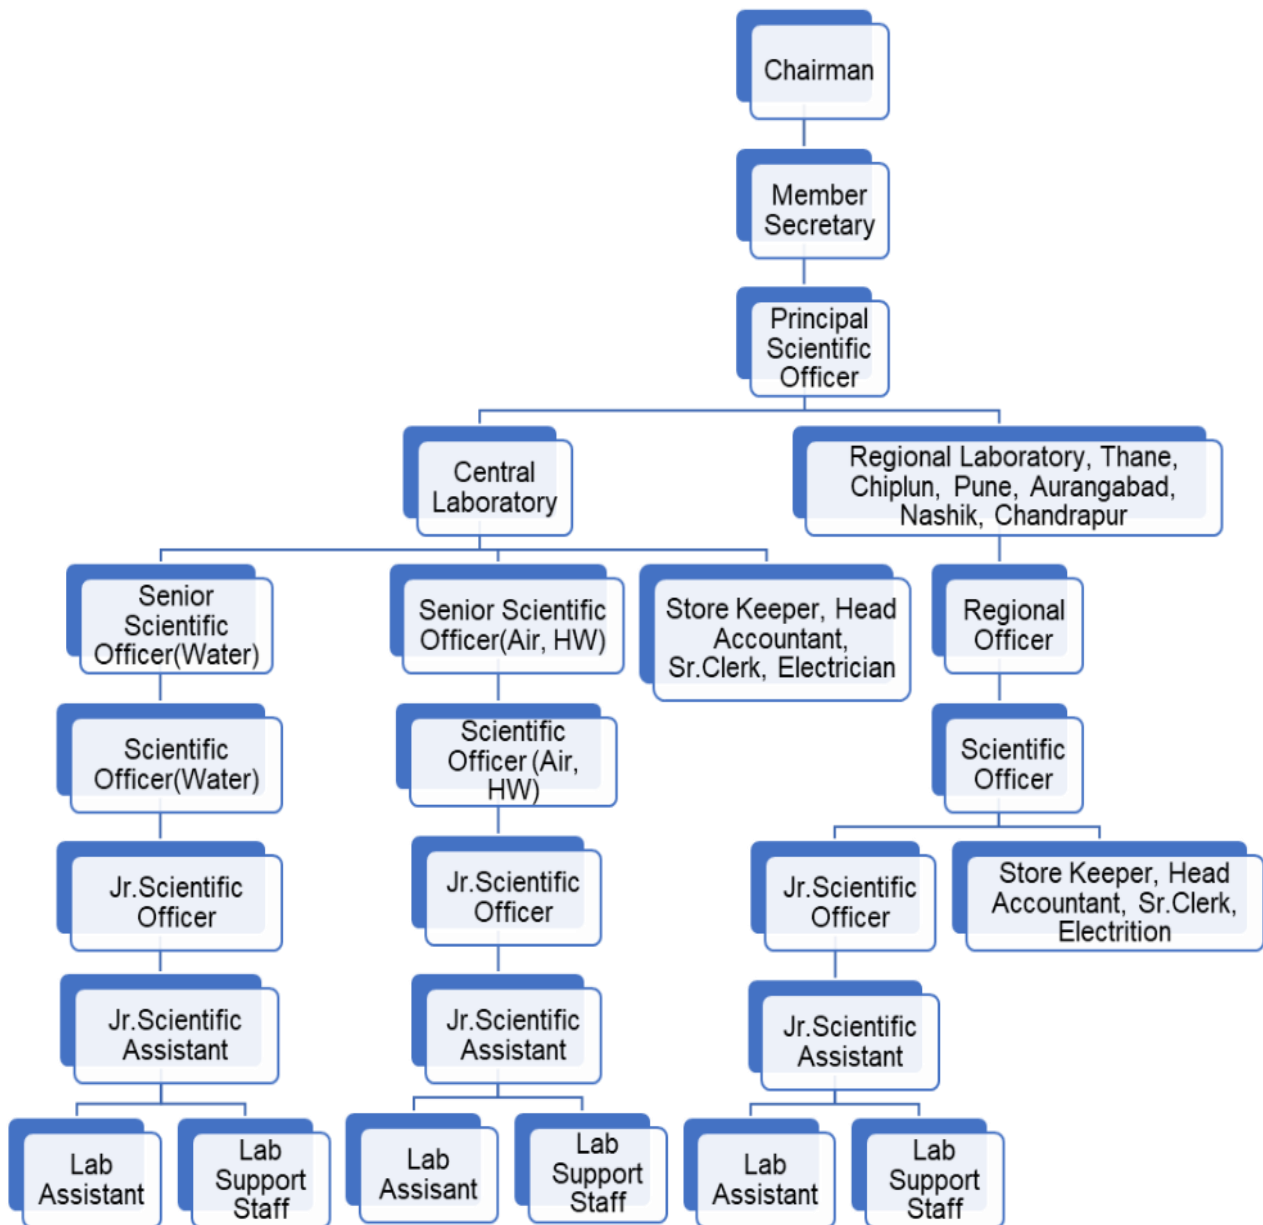 Chairman
Member
Secretary
Principal
Scientific
Officer
Central
Laboratory
Regional Laboratory, Thane,
Chiplun, Pune, Aurangabad,
Nashik, Chandrapur
Senior
Scientific
Officer(Water)
Senior Scientific
Officer(Air, HW)
Store Keeper, Head
Accountant,
Sr.Clerk, Electrician
Regional
Officer
Scientific
Officer(Water)
Scientific
Officer (Air,
HW)
Scientific
Officer
Jr.Scientific
Officer
Jr.Scientific
Officer
Jr.Scientific
Officer
Store Keeper, Head
Accountant, Sr.Clerk,
Electrition
Jr.Scientific
Assistant
Jr.Scientific
Assistant
Jr.Scientific
Assistant
Lab
Assistant
Lab
Support
Staff
Lab
Assisant
Lab
Support
Staff
Lab
Assistant
Lab
Support
Staff